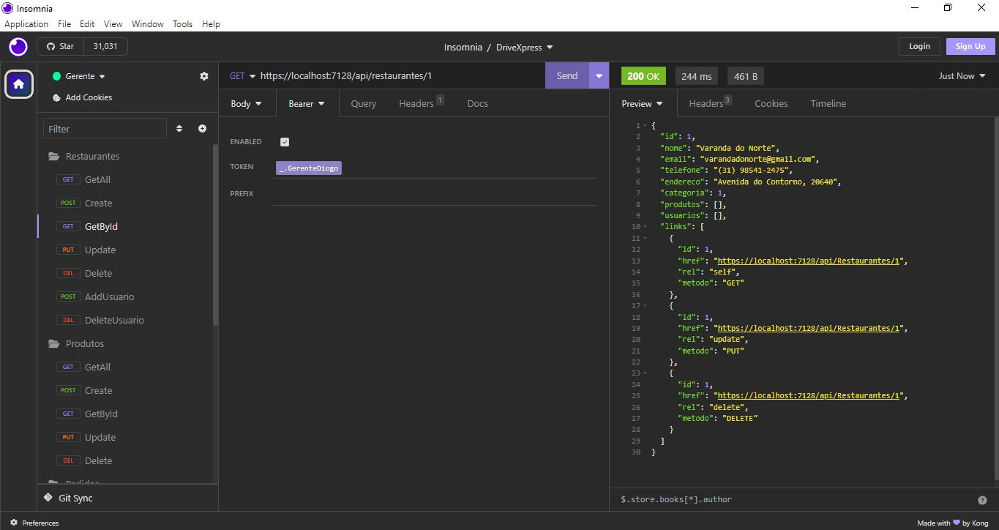 Insomnia
Application File Edit View Window Tools Help
Star 31,031
Insomnia / DriveXpress
Login Sign Up
Gerente
Add Cookies
Filter
Restaurantes
GET GetAll
POST Create
GET GetById
PUT Update
DEL Delete
POST AddUsuario
DEL DeleteUsuario
Produtos
GET GetAll
POST Create
GET GetById
PUT Update
DEL Delete
Pedidos
Git Sync
GET https://localhost:7128/api/restaurantes/1 Send
Body Bearer Query Headers 1 Docs
ENABLED
TOKEN _.GerenteDiogo
PREFIX
200 OK 244 ms 461 B Just Now
Preview Headers 3 Cookies Timeline
1 {
2 "id": 1,
3 "nome": "Varanda do Norte",
4 "email": "varandadonorte@gmail.com",
5 "telefone": "(31) 98541-2475",
6 "endereco": "Avenida do Contorno, 20640",
7 "categoria": 1,
8 "produtos": [],
9 "usuarios": [],
10 "links": [
11 {
12 "id": 1,
13 "href": "https://localhost:7128/api/Restaurantes/1",
14 "rel": "self",
15 "metodo": "GET"
16 },
17 {
18 "id": 1,
19 "href": "https://localhost:7128/api/Restaurantes/1",
20 "rel": "update",
21 "metodo": "PUT"
22 },
23 {
24 "id": 1,
25 "href": "https://localhost:7128/api/Restaurantes/1",
26 "rel": "delete",
27 "metodo": "DELETE"
28 }
29 ]
30 }
$.store.books[*].author
Preferences
Made with by Kong